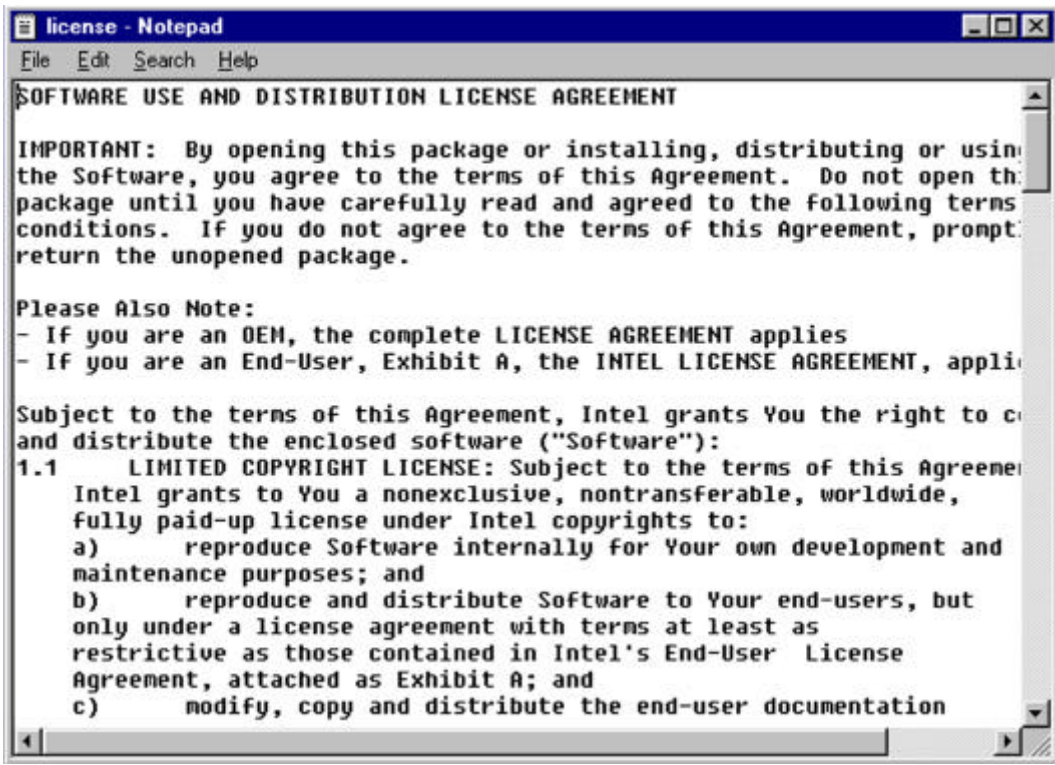 license - Notepad
File Edit Search Help
SOFTWARE USE AND DISTRIBUTION LICENSE AGREEMENT
IMPORTANT:  By opening this package or installing, distributing or
the Software, you agree to the terms of this Agreement.  Do not open
package until you have carefully read and agreed to the following terms
conditions.  If you do not agree to the terms of this Agreement,
return the unopened package.
Please Also Note:
- If you are an OEM, the complete LICENSE AGREEMENT applies
- If you are an End-User, Exhibit A, the INTEL LICENSE AGREEMENT,
Subject to the terms of this Agreement, Intel grants You the right to
and distribute the enclosed software ("Software"):
1.1     LIMITED COPYRIGHT LICENSE: Subject to the terms of this
Intel grants to You a nonexclusive, nontransferable, worldwide,
fully paid-up license under Intel copyrights to:
a)      reproduce Software internally for Your own development and
maintenance purposes; and
b)      reproduce and distribute Software to Your end-users, but
only under a license agreement with terms at least as
restrictive as those contained in Intel's End-User  License
Agreement, attached as Exhibit A; and
c)      modify, copy and distribute the end-user documentation